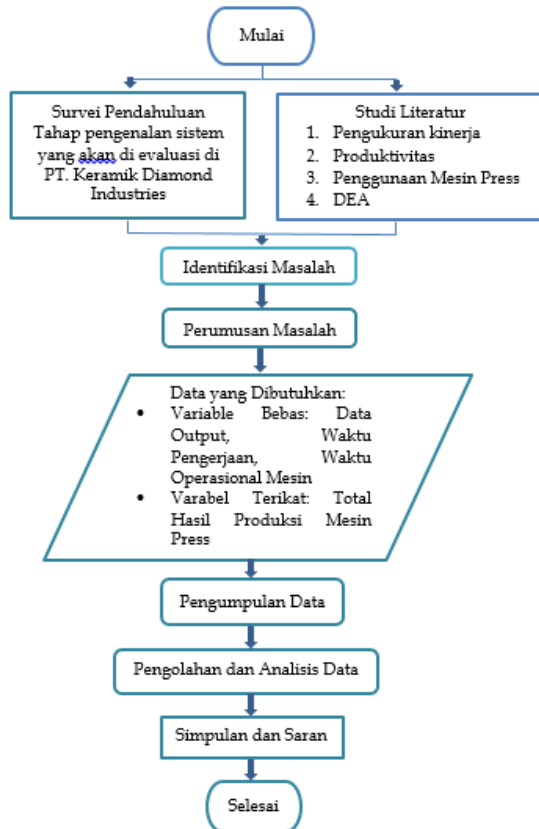 Mulai
Survei Pendahuluan
Tahap pengenalan sistem
yang akan di evaluasi di
PT. Keramik Diamond
Industries
Studi Literatur
1. Pengukuran kinerja
2. Produktivitas
3. Penggunaan Mesin Press
4. DEA
Identifikasi Masalah
Perumusan Masalah
Data yang Dibutuhkan:
• Variable Bebas: Data
Output, Waktu
Pengerjaan, Waktu
Operasional Mesin
• Varabel Terikat: Total
Hasil Produksi Mesin
Press
Pengumpulan Data
Pengolahan dan Analisis Data
Simpulan dan Saran
Selesai